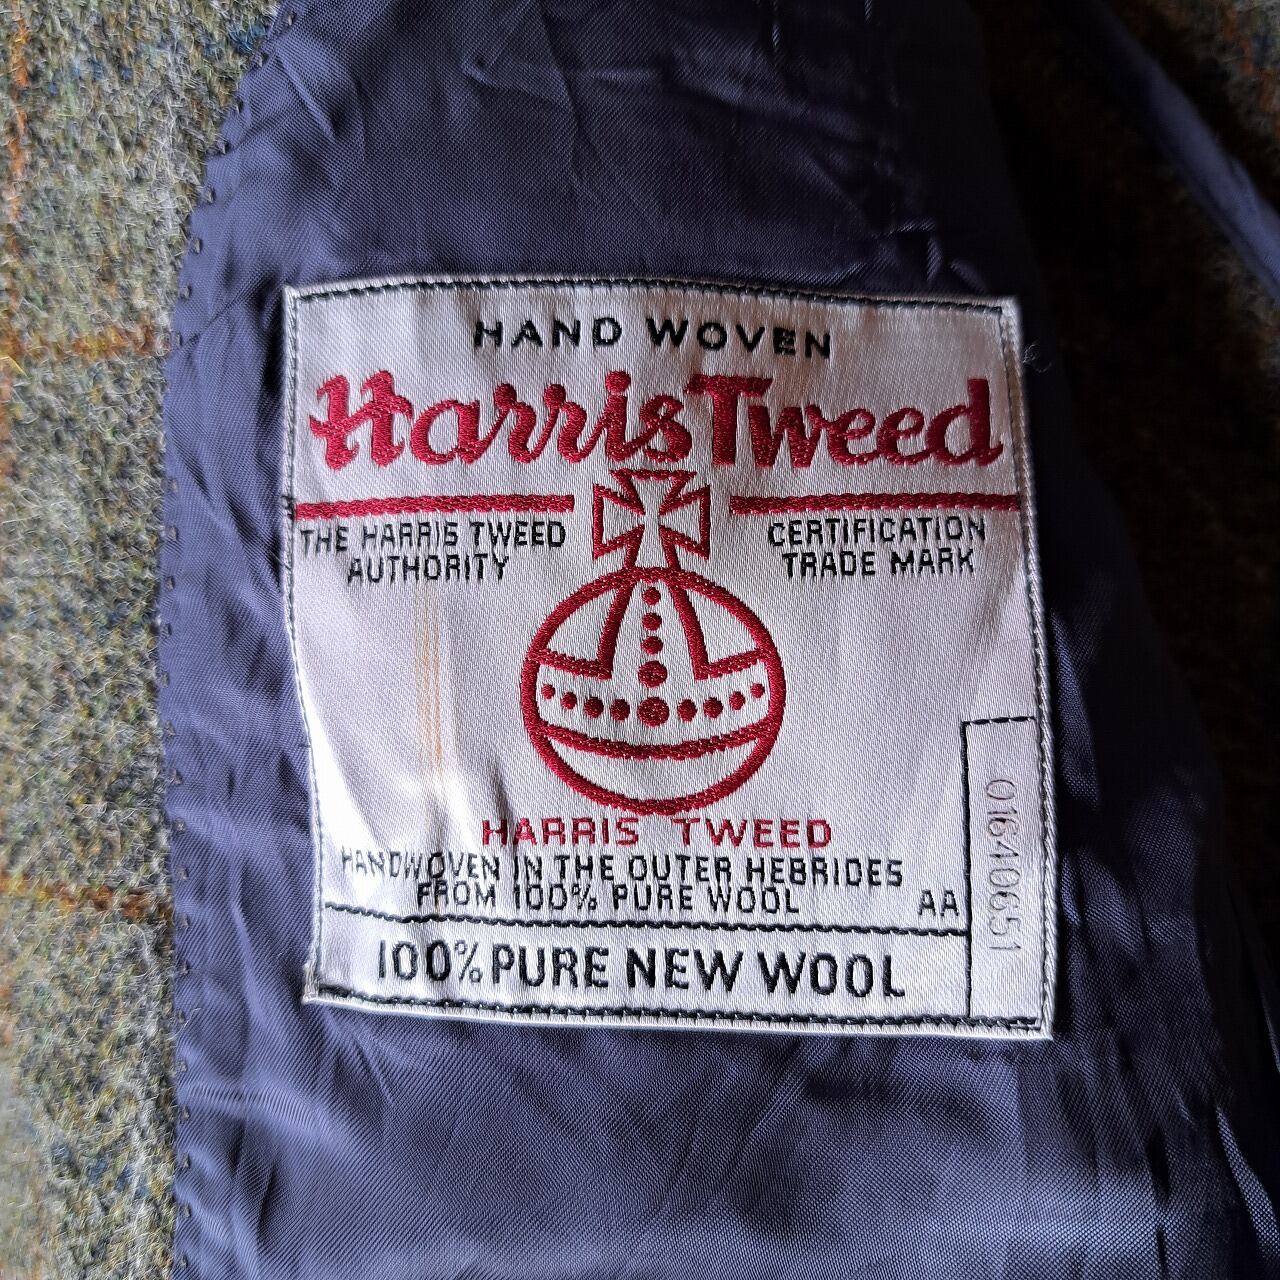 HAND WOVEN
Harris Tweed
THE HARRIS TWEED
AUTHORITY
CERTIFICATION
TRADE MARK
HARRIS TWEED
HANDWOVEN IN THE OUTER HEBRIDES
FROM 100% PURE WOOL
AA
100% PURE NEW WOOL
01640651